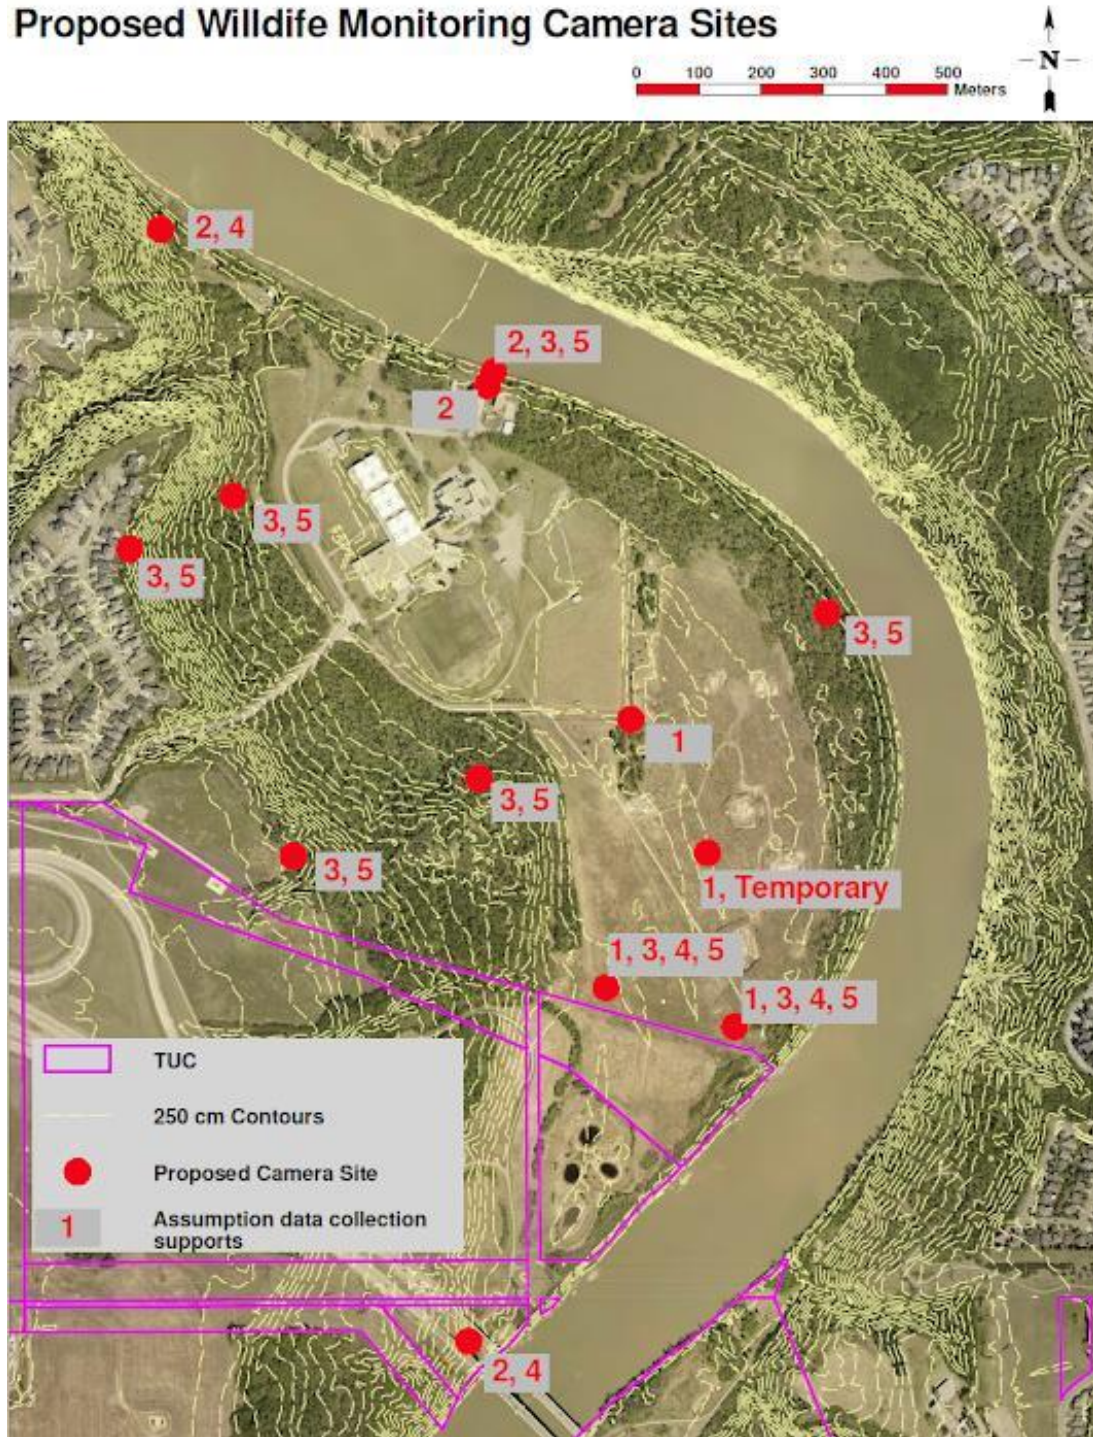 Proposed Willdife Monitoring Camera Sites
N
0 100 200 300 400 500
Meters
2, 4
2, 3, 5
2
3, 5
3, 5
3, 5
1
3, 5
3, 5
1, Temporary
1, 3, 4, 5
1, 3, 4, 5
TUC
250 cm Contours
Proposed Camera Site
1 Assumption data collection
supports
2, 4